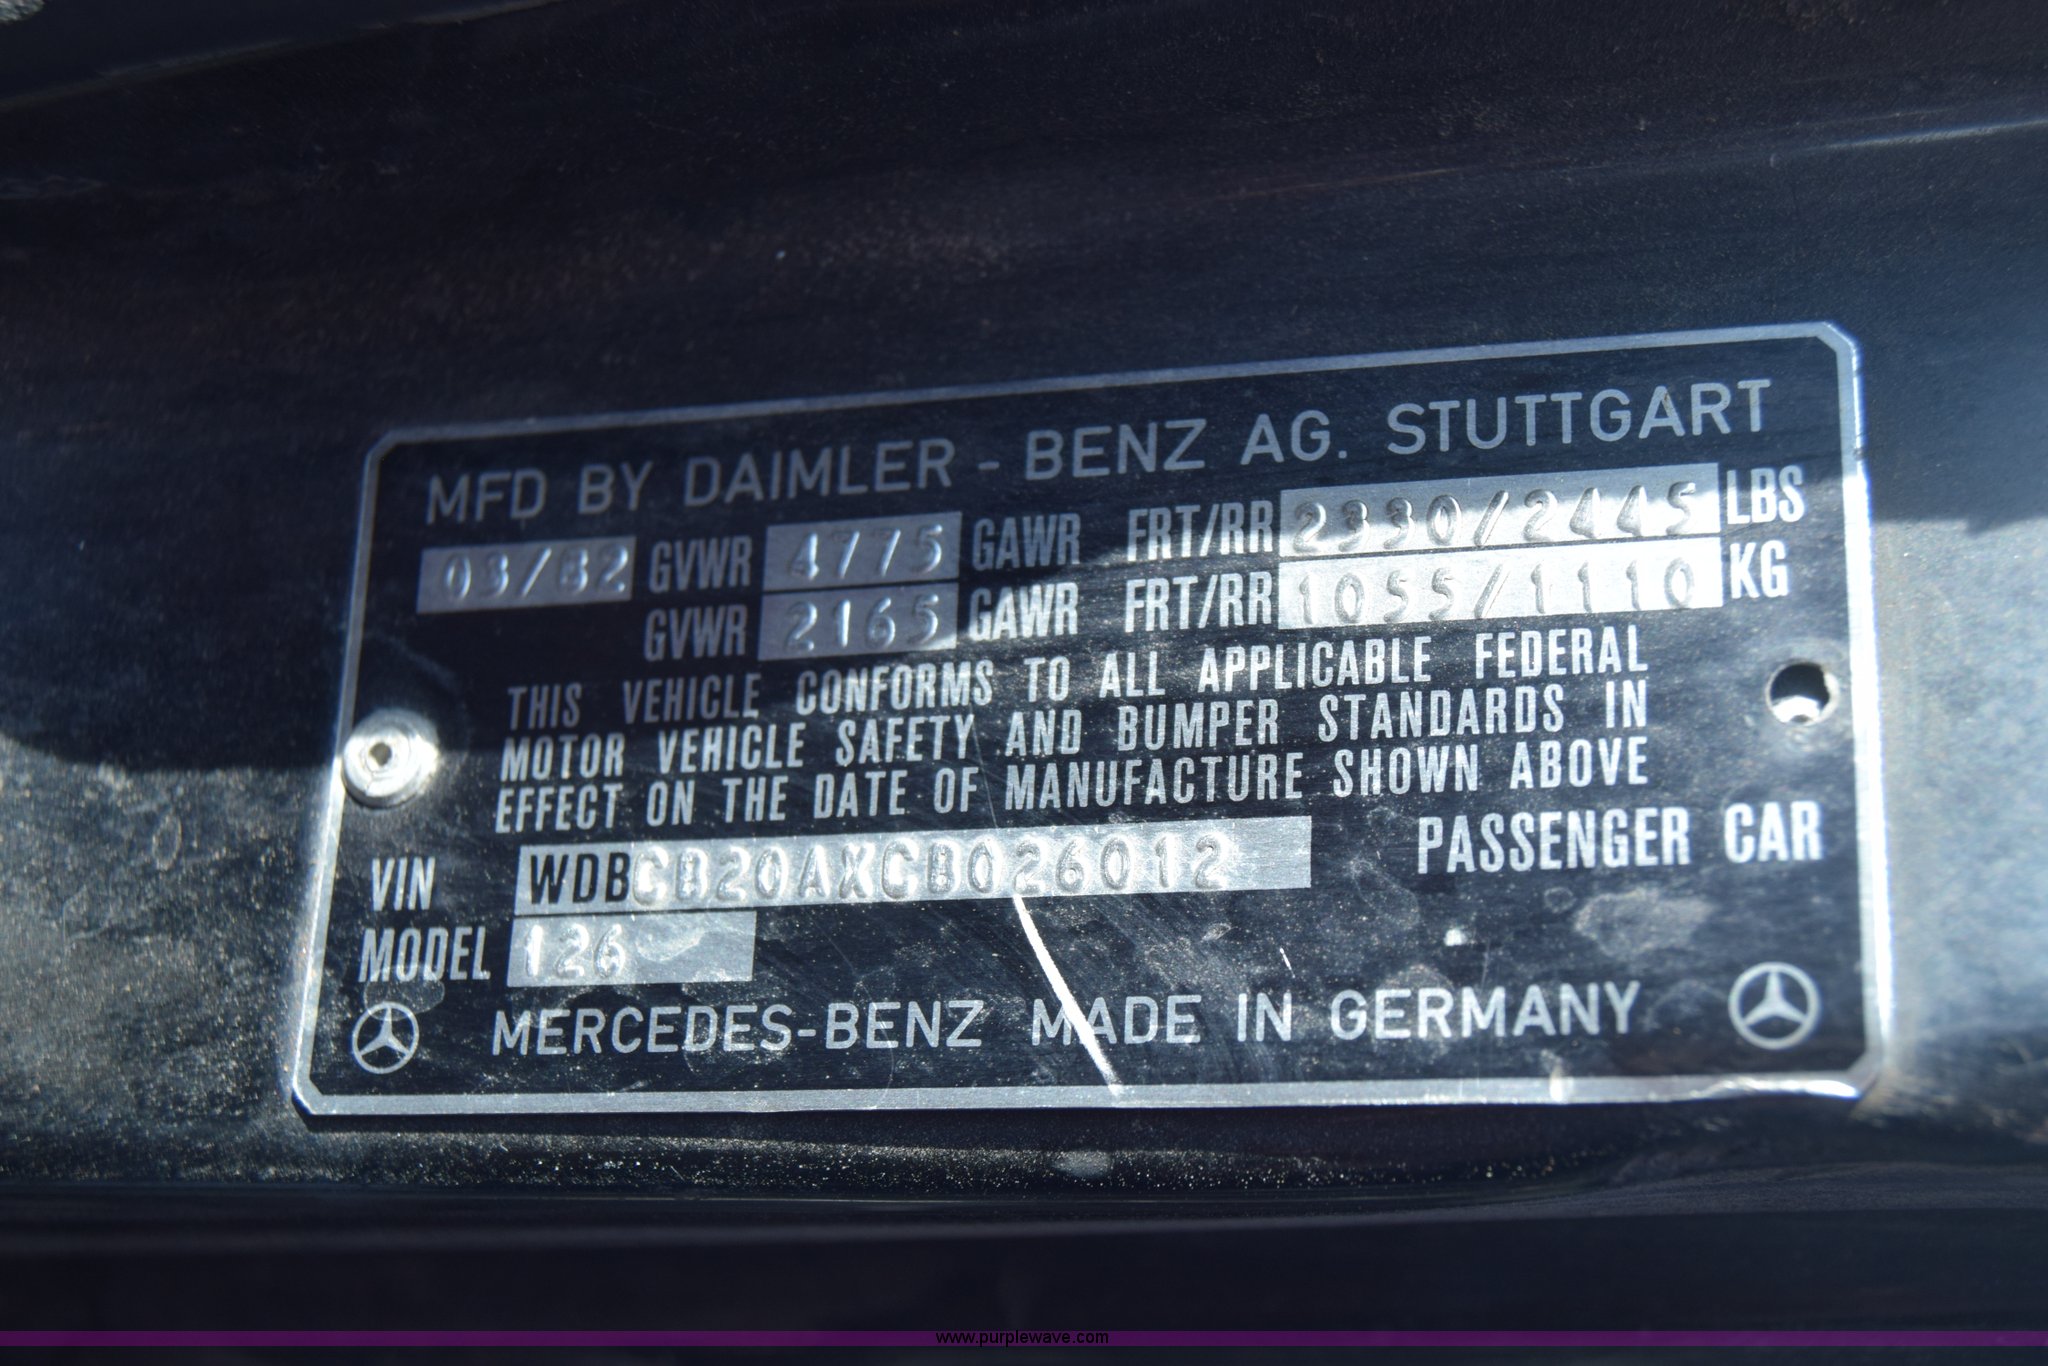 MFD BY DAIMLER - BENZ AG. STUTTGART
03/82 GVWR 4775 GAWR FRT/RR 2330/2445 LBS
GVWR 2165 GAWR FRT/RR 1055/1110 KG
THIS VEHICLE CONFORMS TO ALL APPLICABLE FEDERAL
MOTOR VEHICLE SAFETY AND BUMPER STANDARDS IN
EFFECT ON THE DATE OF MANUFACTURE SHOWN ABOVE
VIN WDBCB20AXCB026012 PASSENGER CAR
MODEL 126
MERCEDES-BENZ MADE IN GERMANY
www.purplewave.com